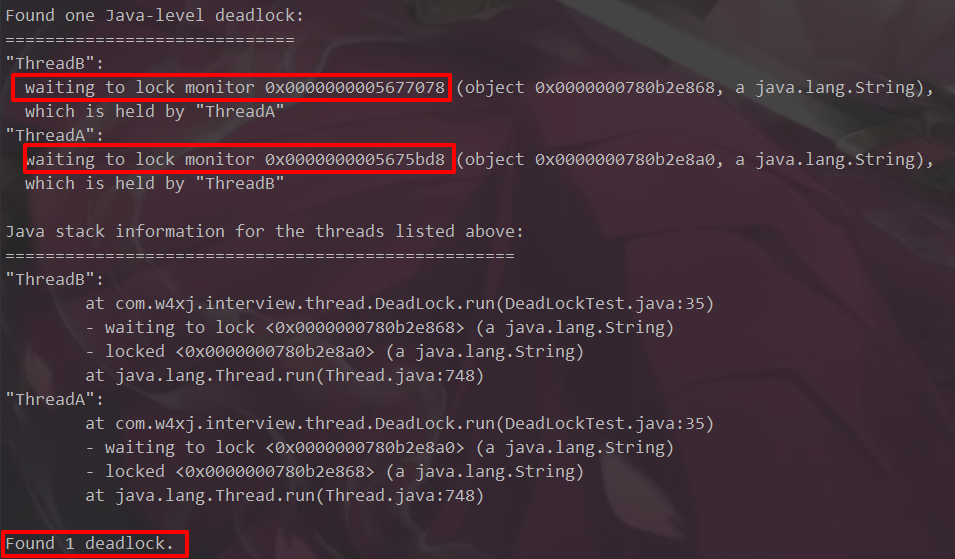 Found one Java-level deadlock:
=============================
"ThreadB":
  waiting to lock monitor 0x0000000005677078 (object 0x0000000780b2e868, a java.lang.String),
  which is held by "ThreadA"
"ThreadA":
  waiting to lock monitor 0x0000000005675bd8 (object 0x0000000780b2e8a0, a java.lang.String),
  which is held by "ThreadB"
Java stack information for the threads listed above:
===================================================
"ThreadB":
        at com.w4xj.interview.thread.DeadLock.run(DeadLockTest.java:35)
        - waiting to lock <0x0000000780b2e868> (a java.lang.String)
        - locked <0x0000000780b2e8a0> (a java.lang.String)
        at java.lang.Thread.run(Thread.java:748)
"ThreadA":
        at com.w4xj.interview.thread.DeadLock.run(DeadLockTest.java:35)
        - waiting to lock <0x0000000780b2e8a0> (a java.lang.String)
        - locked <0x0000000780b2e868> (a java.lang.String)
        at java.lang.Thread.run(Thread.java:748)
Found 1 deadlock.